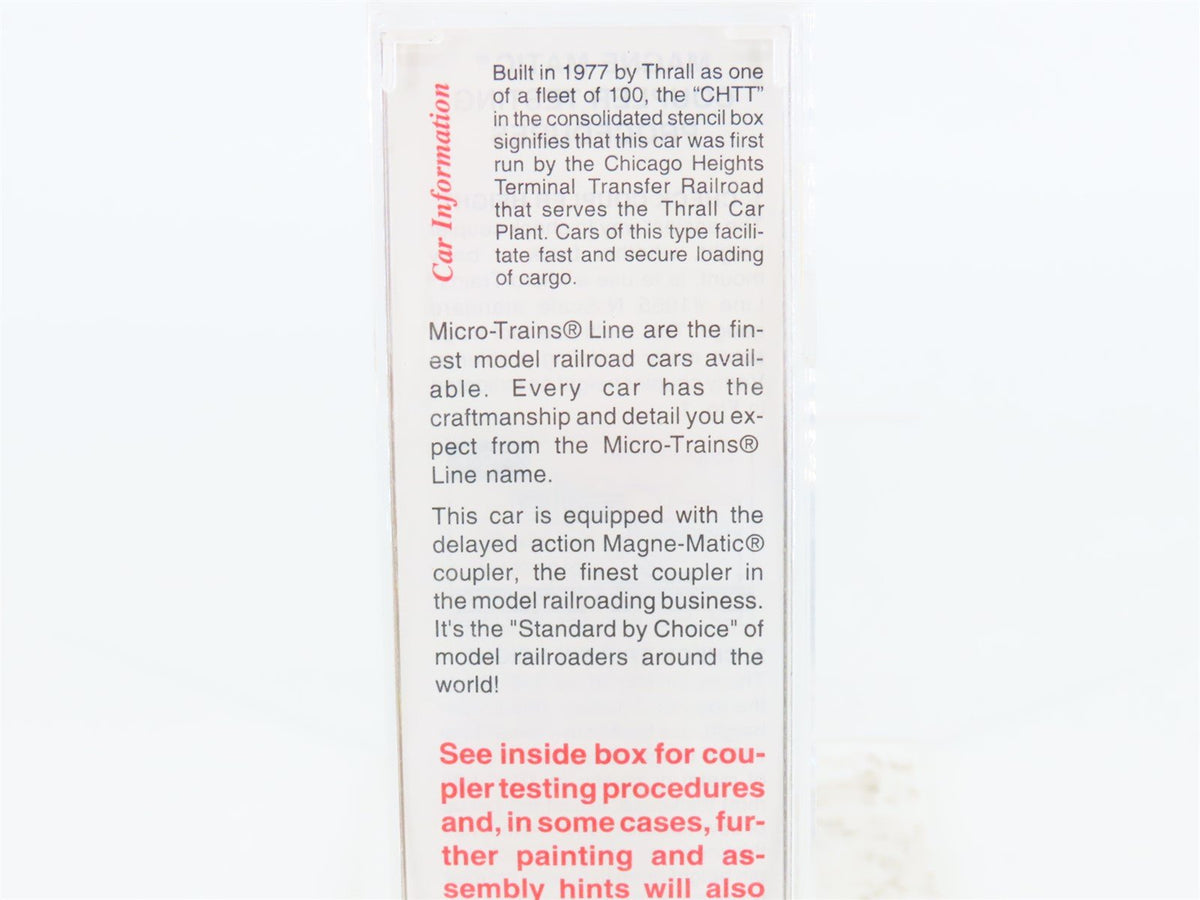 Car Information
Built in 1977 by Thrall as one
of a fleet of 100, the “CHTT”
in the consolidated stencil box
signifies that this car was first
run by the Chicago Heights
Terminal Transfer Railroad
that serves the Thrall Car
Plant. Cars of this type facili-
tate fast and secure loading
of cargo.
Micro-Trains® Line are the fin-
est model railroad cars avail-
able. Every car has the
craftmanship and detail you ex-
pect from the Micro-Trains®
Line name.
This car is equipped with the
delayed action Magne-Matic®
coupler, the finest coupler in
the model railroading business.
It's the "Standard by Choice" of
model railroaders around the
world!
See inside box for cou-
pler testing procedures
and, in some cases, fur-
ther painting and as-
sembly hints will also